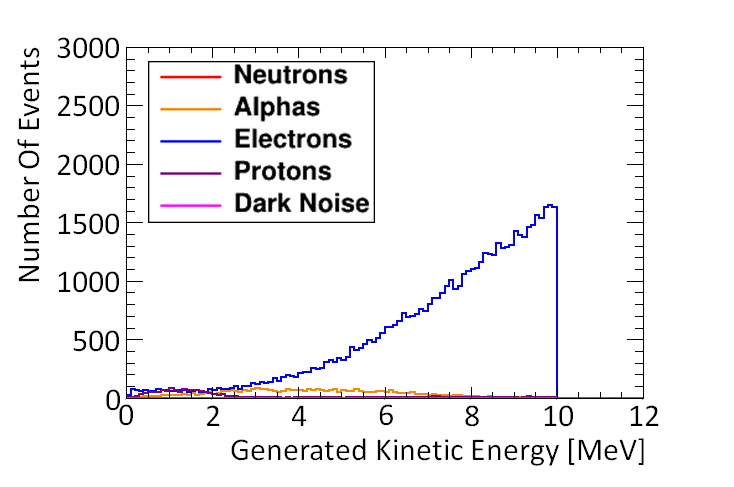 Number Of Events
3000
2500
2000
1500
1000
500
0
Neutrons
Alphas
Electrons
Protons
Dark Noise
0 2 4 6 8 10 12
Generated Kinetic Energy [MeV]